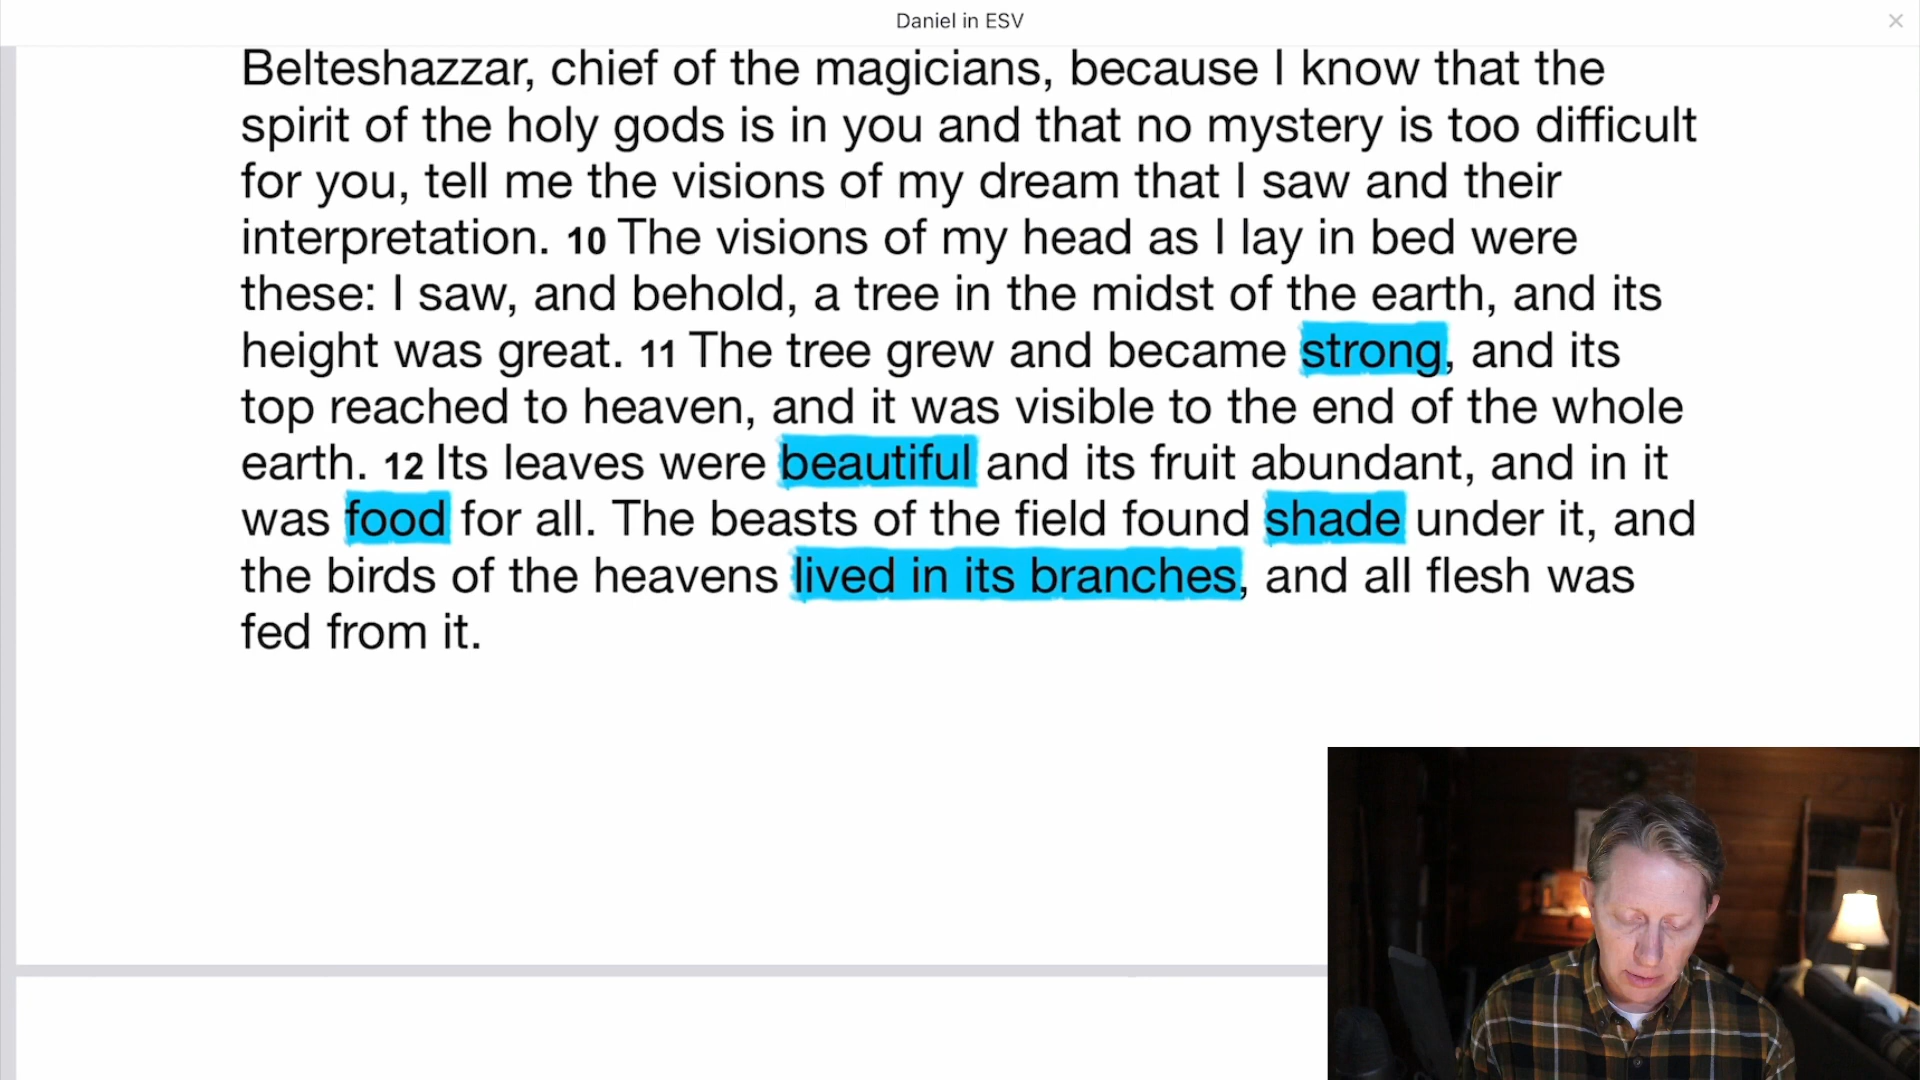 Daniel in ESV
Belteshazzar, chief of the magicians, because I know that the
spirit of the holy gods is in you and that no mystery is too difficult
for you, tell me the visions of my dream that I saw and their
interpretation. 10 The visions of my head as I lay in bed were
these: I saw, and behold, a tree in the midst of the earth, and its
height was great. 11 The tree grew and became strong, and its
top reached to heaven, and it was visible to the end of the whole
earth. 12 Its leaves were beautiful and its fruit abundant, and in it
was food for all. The beasts of the field found shade under it, and
the birds of the heavens lived in its branches, and all flesh was
fed from it.